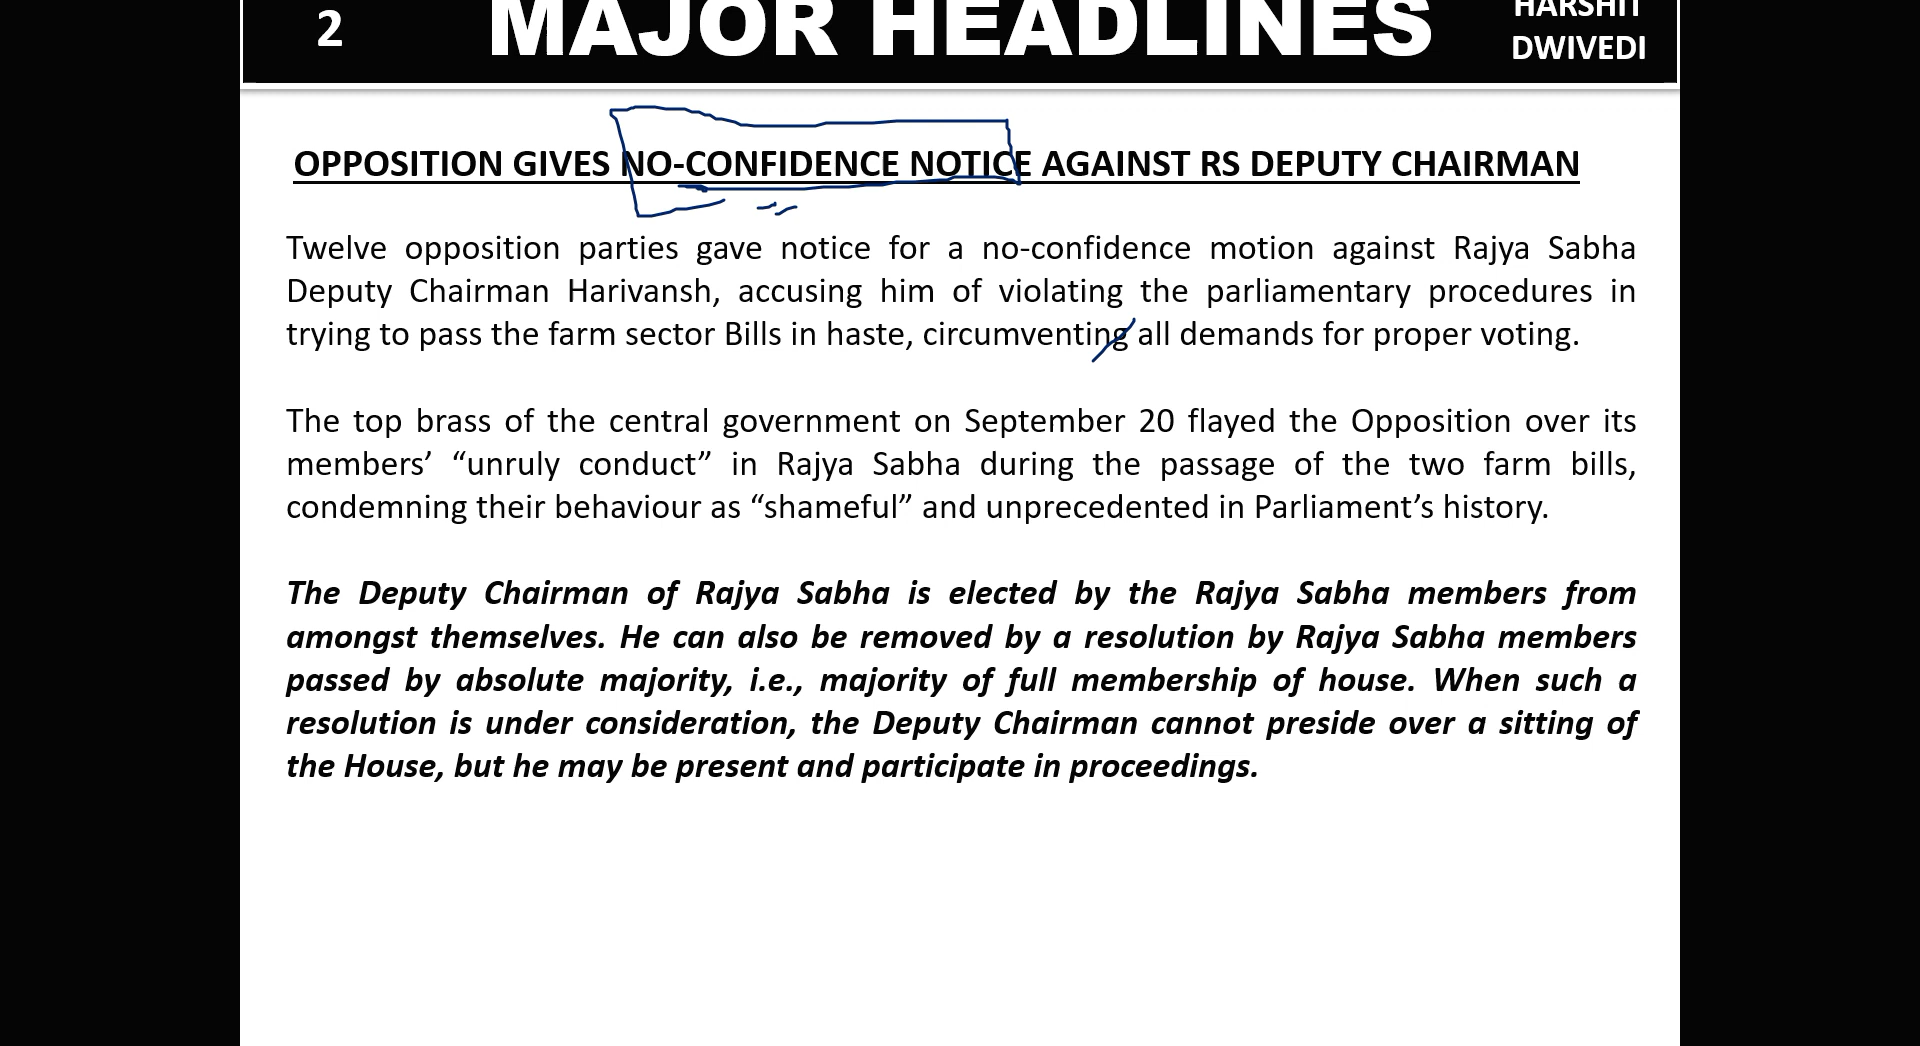 2
MAJOR HEADLINES
HARSHIT
DWIVEDI
OPPOSITION GIVES NO-CONFIDENCE NOTICE AGAINST RS DEPUTY CHAIRMAN
Twelve opposition parties gave notice for a no-confidence motion against Rajya Sabha
Deputy Chairman Harivansh, accusing him of violating the parliamentary procedures in
trying to pass the farm sector Bills in haste, circumventing all demands for proper voting.
The top brass of the central government on September 20 flayed the Opposition over its
members’ “unruly conduct” in Rajya Sabha during the passage of the two farm bills,
condemning their behaviour as “shameful” and unprecedented in Parliament’s history.
The Deputy Chairman of Rajya Sabha is elected by the Rajya Sabha members from
amongst themselves. He can also be removed by a resolution by Rajya Sabha members
passed by absolute majority, i.e., majority of full membership of house. When such a
resolution is under consideration, the Deputy Chairman cannot preside over a sitting of
the House, but he may be present and participate in proceedings.